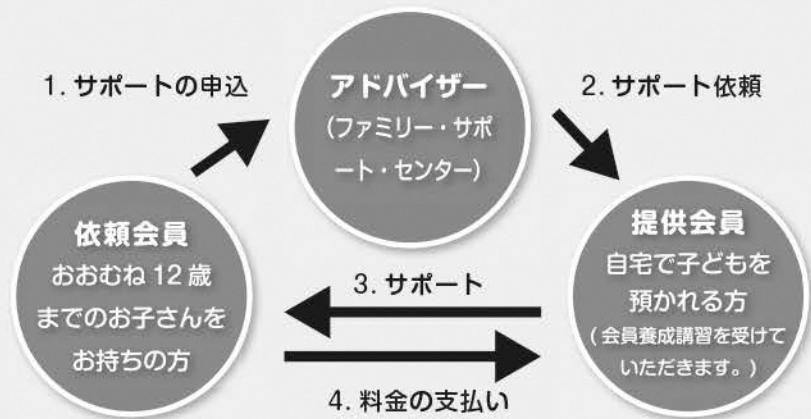 1. サポートの申込
アドバイザー
(ファミリー・サポ
ート・センター)
2. サポート依頼
依頼会員
おおむね 12 歳
までのお子さんを
お持ちの方
3. サポート
4. 料金の支払い
提供会員
自宅で子どもを
預かれる方
( 会員養成講習を受けて
いただきます。)